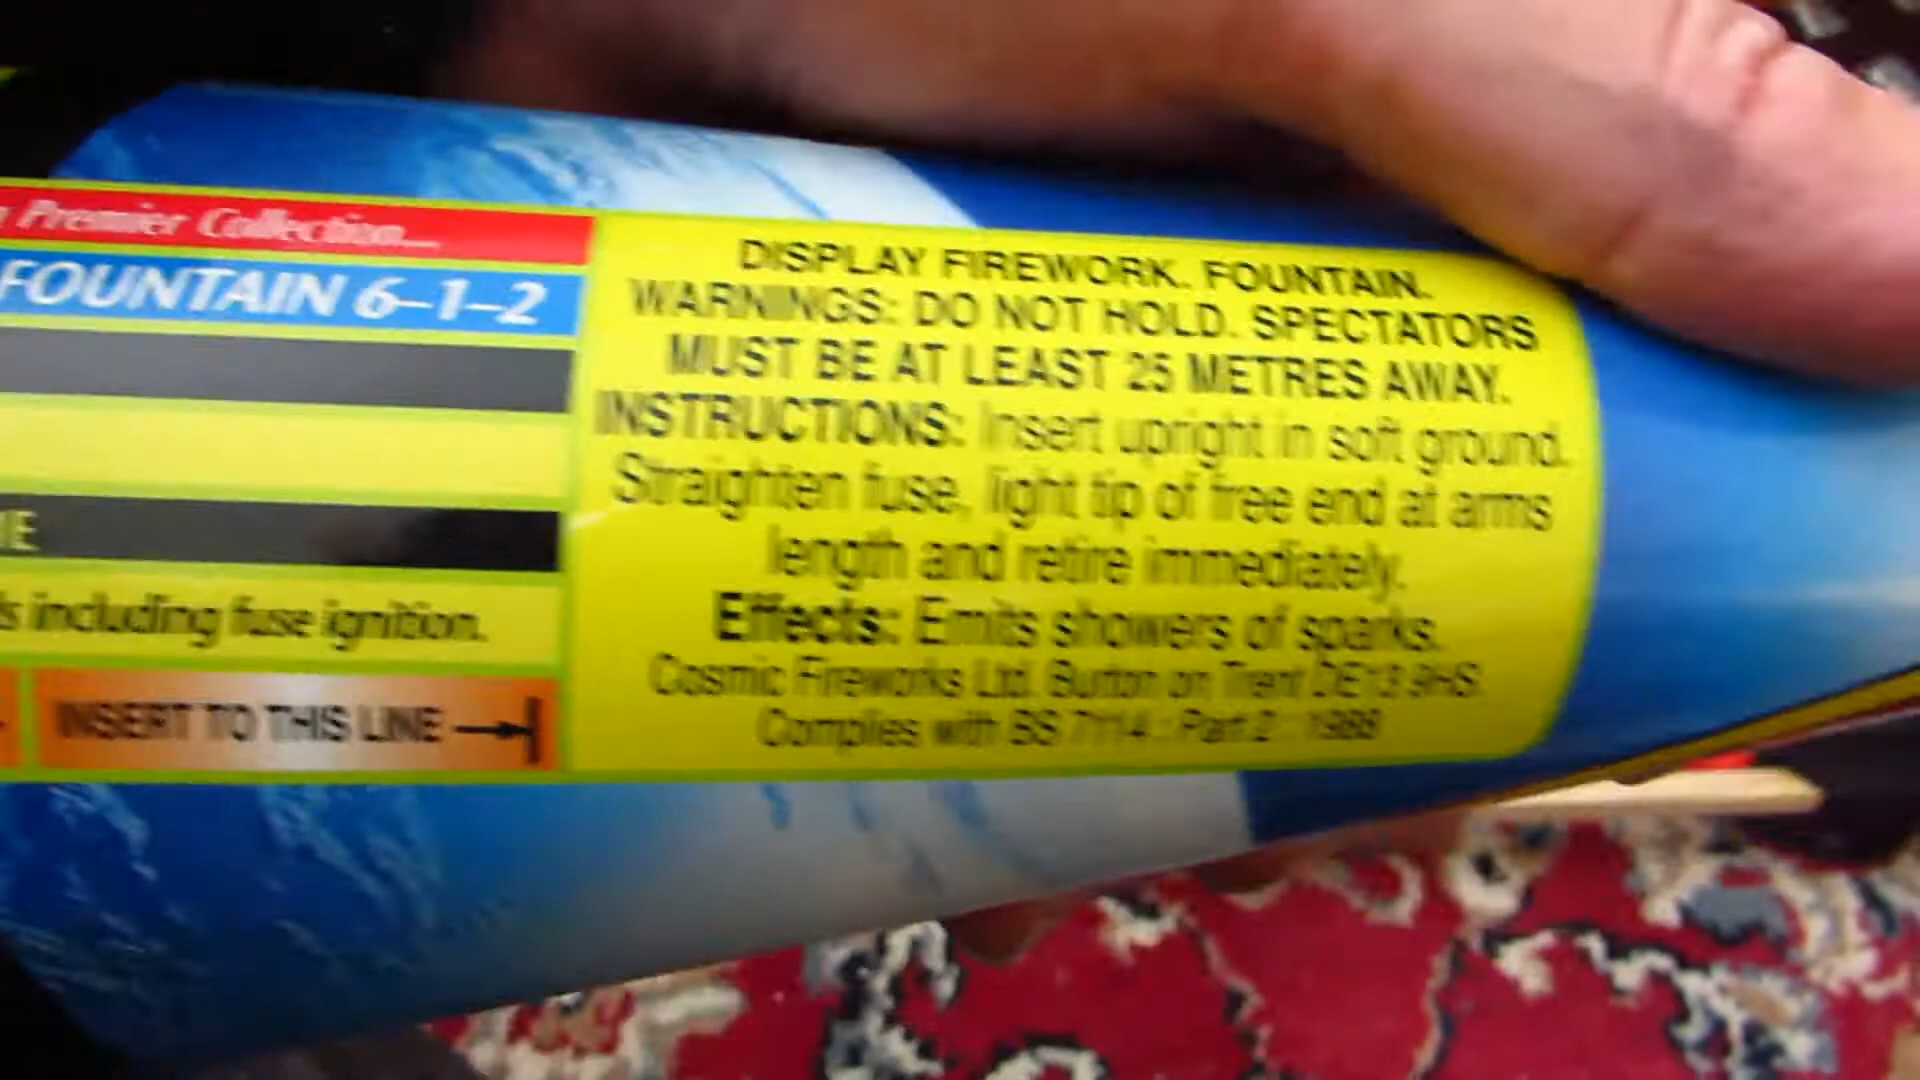 Premier Collection...
FOUNTAIN 6-1-2
including fuse ignition.
INSERT TO THIS LINE
DISPLAY FIREWORK. FOUNTAIN.
WARNINGS: DO NOT HOLD. SPECTATORS
MUST BE AT LEAST 25 METRES AWAY.
INSTRUCTIONS: Insert upright in soft ground.
Straighten fuse, light tip of free end at arms
length and retire immediately.
Effects: Emits showers of sparks.
Cosmic Fireworks Ltd. Burton on Trent DE13 9HS.
Complies with BS 7114 : Part 2 : 1988